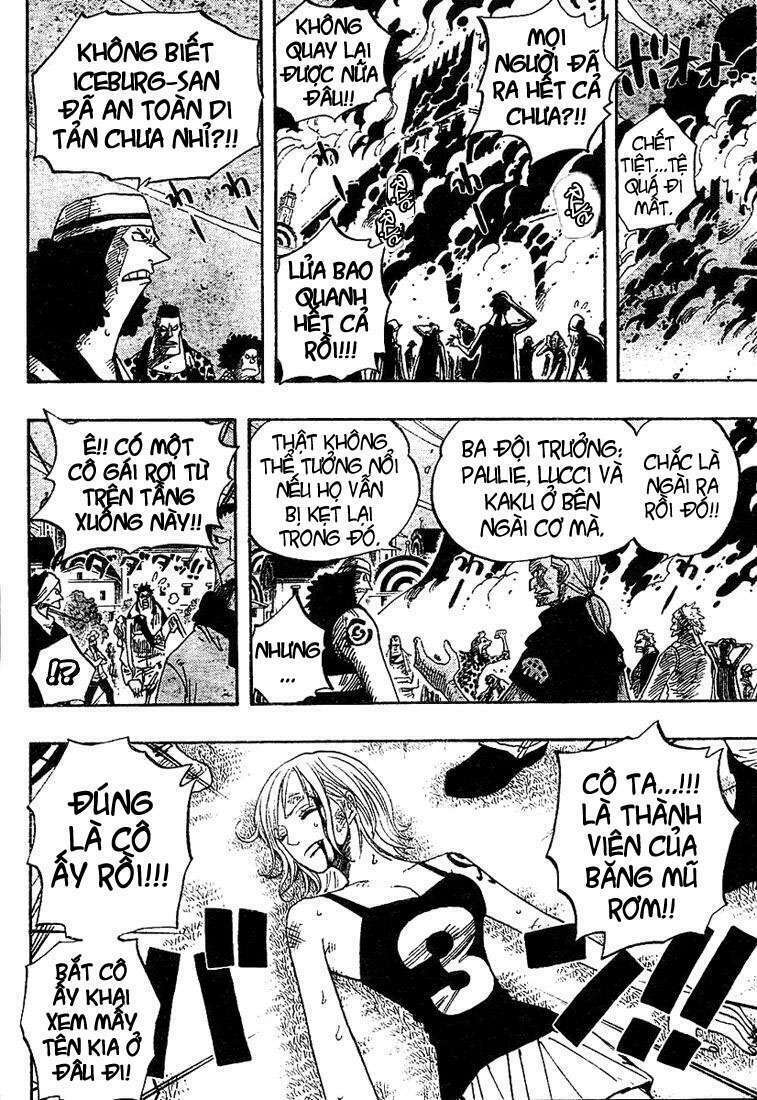 CHẾT
TIỆT...TỆ
QUÁ ĐI
MẤT.
MỌI
NGƯỜI ĐÃ
RA HẾT CẢ
CHƯA?!!
KHÔNG
QUAY LẠI
ĐƯỢC NỮA
ĐÂU!!
LỬA BAO
QUANH
HẾT CẢ
RỒI!!!
KHÔNG BIẾT
ICEBURG-SAN
ĐÃ AN TOÀN DI
TẢN CHƯA NHỈ?!!
CHẮC LÀ
NGÀI RA
RỒI ĐÓ!!
BA ĐỘI TRƯỞNG:
PAULIE, LUCCI VÀ
KAKU Ở BÊN
NGÀI CƠ MÀ.
THẬT KHÔNG
THỂ TƯỞNG NỔI
NẾU HỌ VẪN
BỊ KẸT LẠI
TRONG ĐÓ.
NHƯNG
...
Ê!! CÓ MỘT
CÔ GÁI RƠI TỪ
TRÊN TẦNG
XUỐNG NÀY!!
!?
CÔ TA...!!!
LÀ THÀNH
VIÊN CỦA
BĂNG MŨ
RƠM!!
3
ĐÚNG
LÀ CÔ
ẤY RỒI!!!
BẮT CÔ
ẤY KHAI
XEM MẤY
TÊN KIA Ở
ĐÂU ĐI!